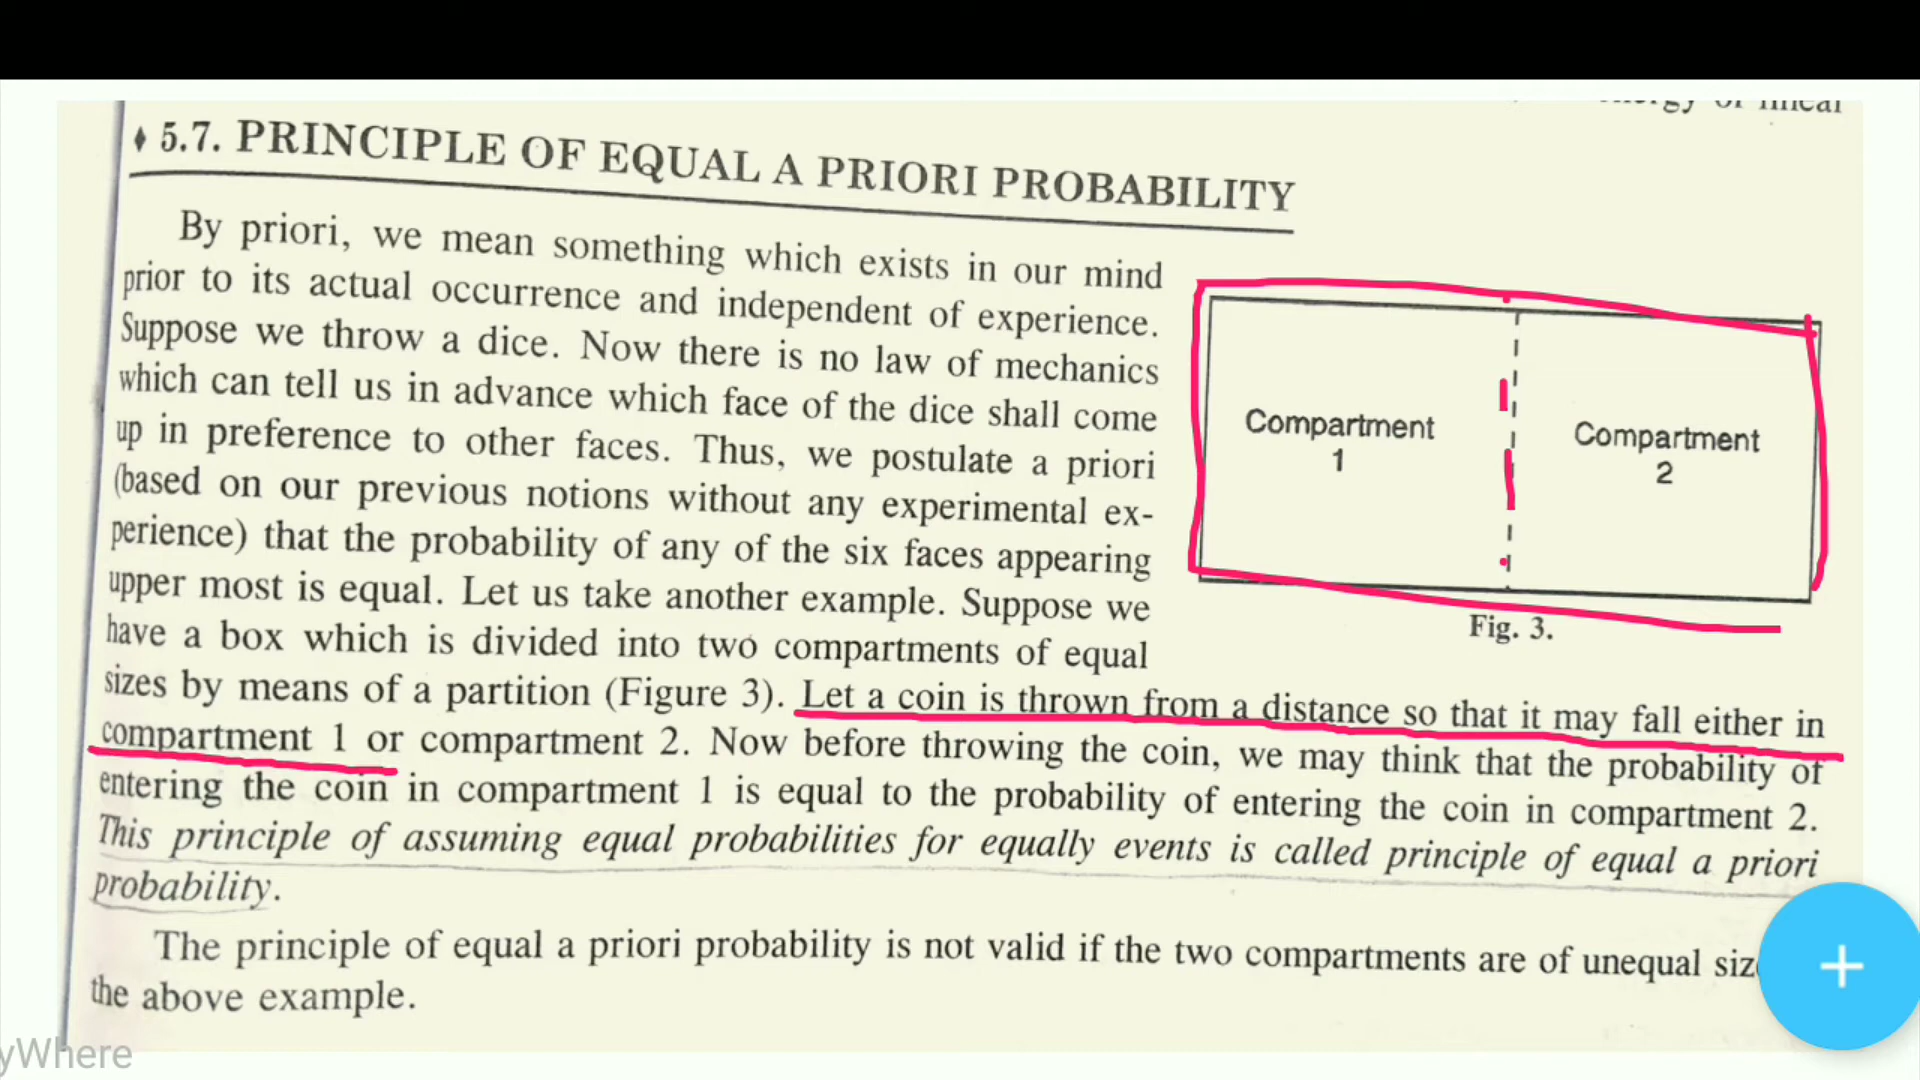 ♦ 5.7. PRINCIPLE OF EQUAL A PRIORI PROBABILITY
By priori, we mean something which exists in our mind
prior to its actual occurrence and independent of experience.
Suppose we throw a dice. Now there is no law of mechanics
which can tell us in advance which face of the dice shall come
up in preference to other faces. Thus, we postulate a priori
(based on our previous notions without any experimental ex-
perience) that the probability of any of the six faces appearing
upper most is equal. Let us take another example. Suppose we
have a box which is divided into two compartments of equal
sizes by means of a partition (Figure 3). Let a coin is thrown from a distance so that it may fall either in
compartment 1 or compartment 2. Now before throwing the coin, we may think that the probability of
entering the coin in compartment 1 is equal to the probability of entering the coin in compartment 2.
This principle of assuming equal probabilities for equally events is called principle of equal a priori
probability.
The principle of equal a priori probability is not valid if the two compartments are of unequal
the above example.
Compartment
1
Compartment
2
Fig. 3.
of linear
+